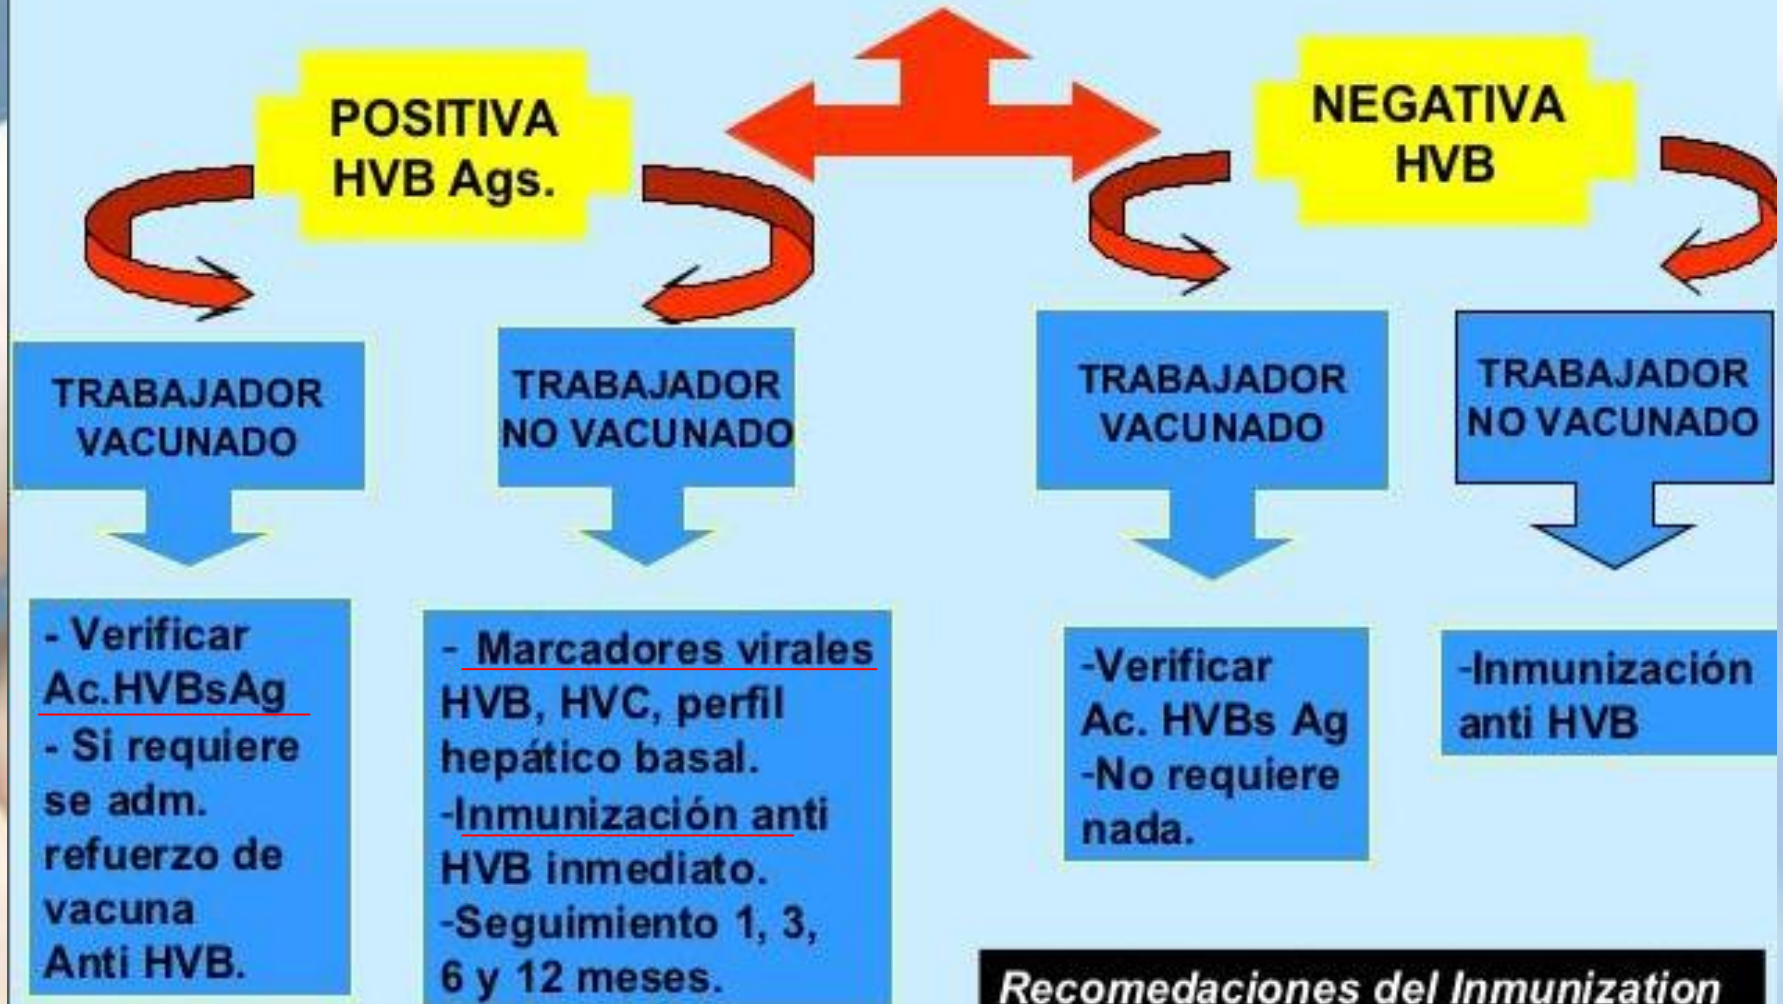 POSITIVA
HVB Ags.
NEGATIVA
HVB
TRABAJADOR
VACUNADO
TRABAJADOR
NO VACUNADO
TRABAJADOR
VACUNADO
TRABAJADOR
NO VACUNADO
- Verificar
Ac.HVBsAg
- Si requiere
se adm.
refuerzo de
vacuna
Anti HVB.
- Marcadores virales
HVB, HVC, perfil
hepático basal.
-Inmunización anti
HVB inmediato.
-Seguimiento 1, 3,
6 y 12 meses.
-Verificar
Ac. HVBs Ag
-No requiere
nada.
-Inmunización
anti HVB
Recomedaciones del Inmunization